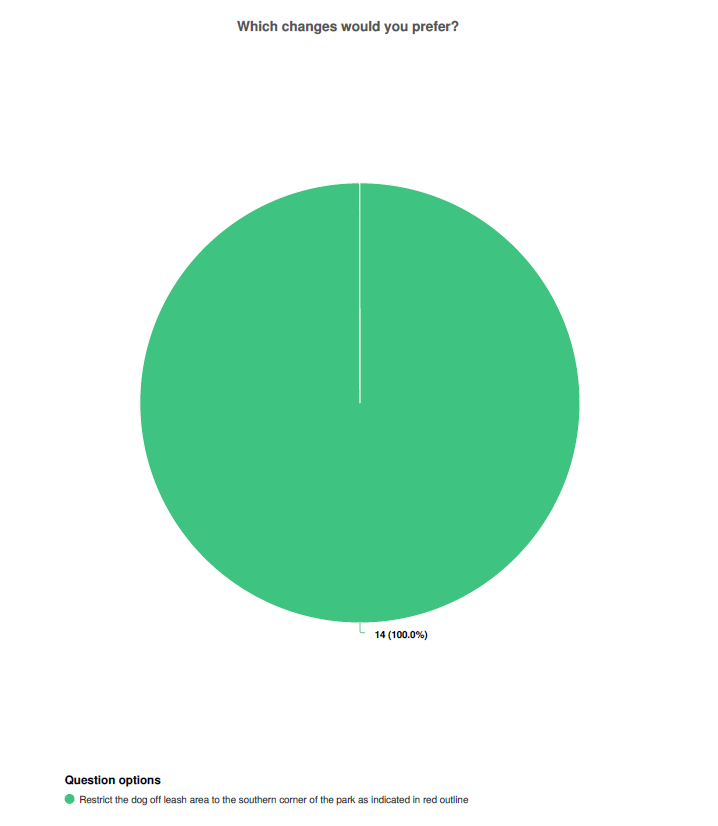 Which changes would you prefer?
14 (100.0%)
Question options
Restrict the dog off leash area to the southern corner of the park as indicated in red outline